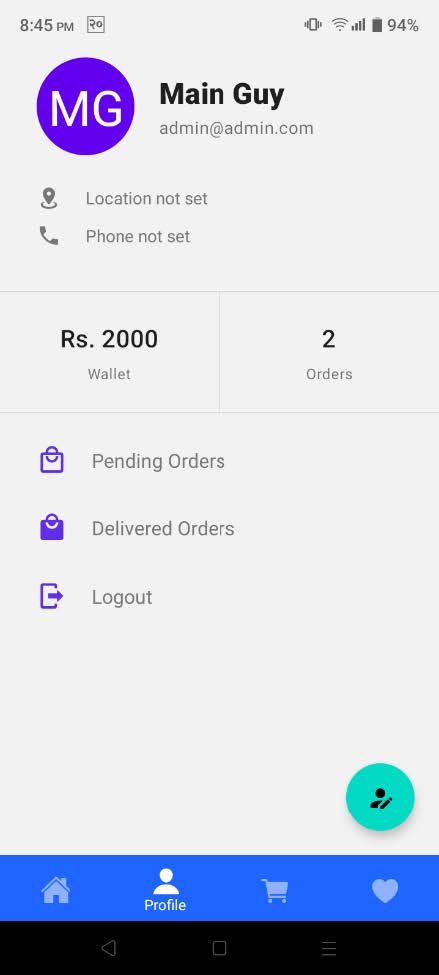 8:45 PM २० 94%
MG
Main Guy
admin@admin.com
Location not set
Phone not set
Rs. 2000
Wallet
2
Orders
Pending Orders
Delivered Orders
Logout
Profile